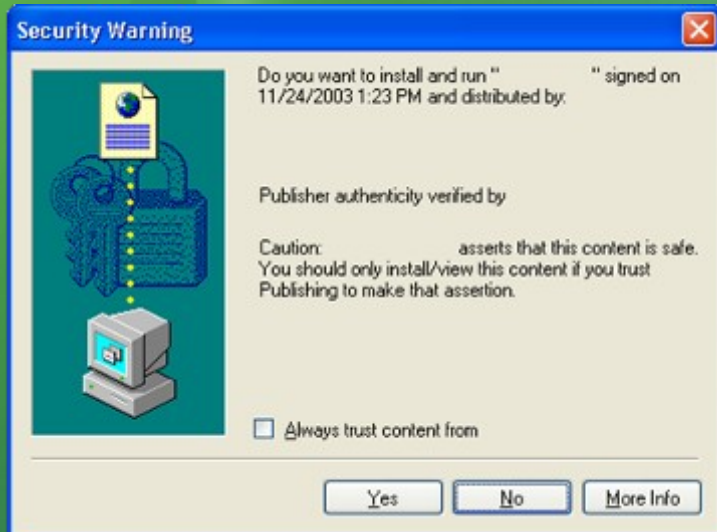 Security Warning
Do you want to install and run " " signed on
11/24/2003 1:23 PM and distributed by:
Publisher authenticity verified by
Caution: asserts that this content is safe.
You should only install/view this content if you trust
Publishing to make that assertion.
Always trust content from
Yes No More Info